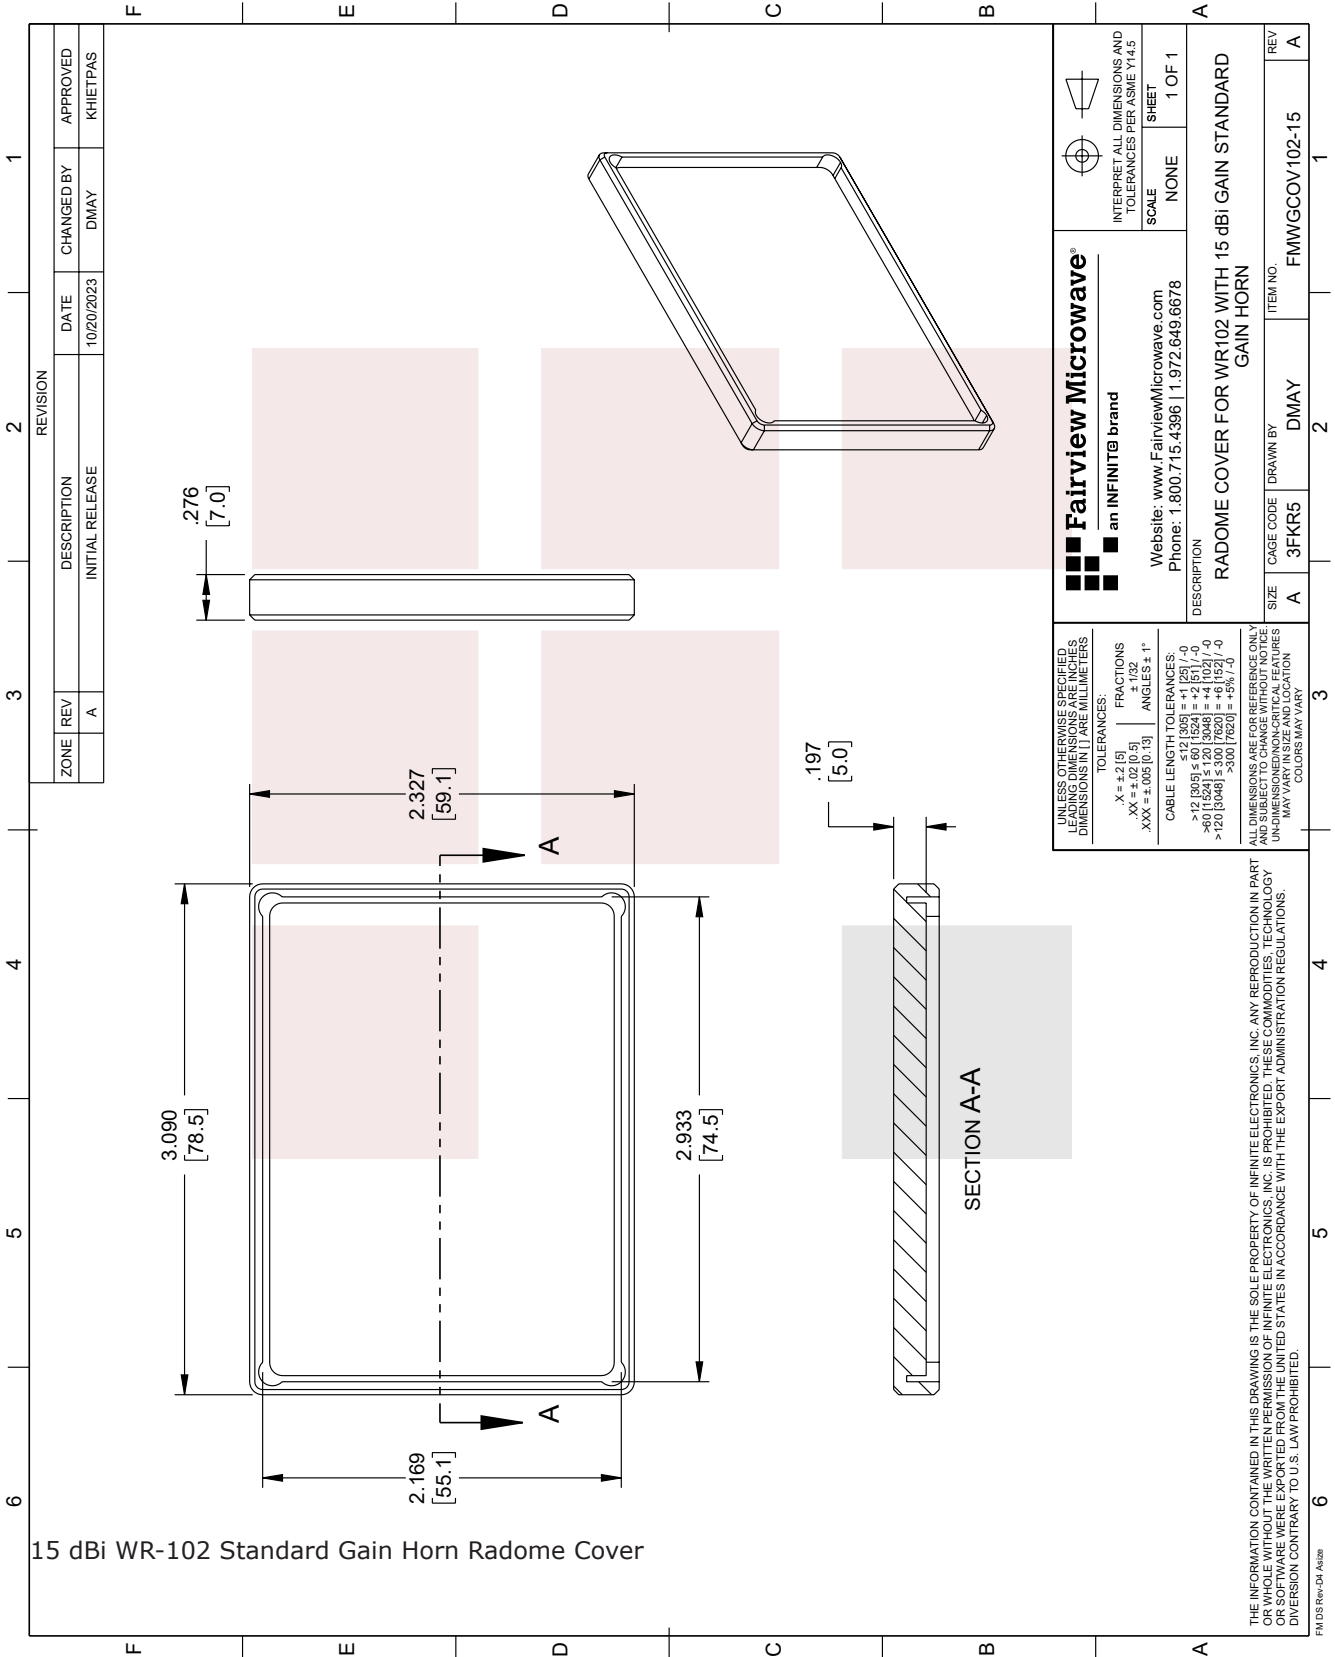 REVISION
ZONE REV DESCRIPTION DATE CHANGED BY APPROVED
A INITIAL RELEASE 10/20/2023 DMAY KHIETPAS
6 5 4 3 2 1
F
E
D
C
B
A
3.090
[78.5]
2.327
[59.1]
.276
[7.0]
2.169
[55.1]
2.933
[74.5]
A
A
.197
[5.0]
SECTION A-A
UNLESS OTHERWISE SPECIFIED
LEADING DIMENSIONS ARE INCHES
DIMENSIONS IN [ ] ARE MILLIMETERS
TOLERANCES:
.X = ±.2 [5]
.XX = ±.02 [0.5]
.XXX = ±.005 [0.13]
FRACTIONS
± 1/32
ANGLES ± 1°
CABLE LENGTH TOLERANCES:
≤12 [305] = +1 [25] / -0
>12 [305] ≤ 60 [1524] = +2 [51] / -0
>60 [1524] ≤ 120 [3048] = +4 [102] / -0
>120 [3048] ≤ 300 [7620] = +6 [152] / -0
>300 [7620] = +5% / -0
ALL DIMENSIONS ARE FOR REFERENCE ONLY
AND SUBJECT TO CHANGE WITHOUT NOTICE.
UN-DIMENSIONED/NON-CRITICAL FEATURES
MAY VARY IN SIZE AND LOCATION
COLORS MAY VARY
Fairview Microwave®
an INFINIT® brand
Website: www.FairviewMicrowave.com
Phone: 1.800.715.4396 | 1.972.649.6678
INTERPRET ALL DIMENSIONS AND
TOLERANCES PER ASME Y14.5
SCALE
NONE
SHEET
1 OF 1
DESCRIPTION
RADOME COVER FOR WR102 WITH 15 dBi GAIN STANDARD
GAIN HORN
SIZE
A
CAGE CODE
3FKR5
DRAWN BY
DMAY
ITEM NO.
FMWGCOV102-15
REV
A
THE INFORMATION CONTAINED IN THIS DRAWING IS THE SOLE PROPERTY OF INFINITE ELECTRONICS, INC. ANY REPRODUCTION IN PART
OR WHOLE WITHOUT THE WRITTEN PERMISSION OF INFINITE ELECTRONICS, INC. IS PROHIBITED. THESE COMMODITIES, TECHNOLOGY
OR SOFTWARE WERE EXPORTED FROM THE UNITED STATES IN ACCORDANCE WITH THE EXPORT ADMINISTRATION REGULATIONS.
DIVERSION CONTRARY TO U.S. LAW PROHIBITED.
6 5 4 3 2 1
F
E
D
C
B
A
FM DS Rev-D4 Asize
15 dBi WR-102 Standard Gain Horn Radome Cover